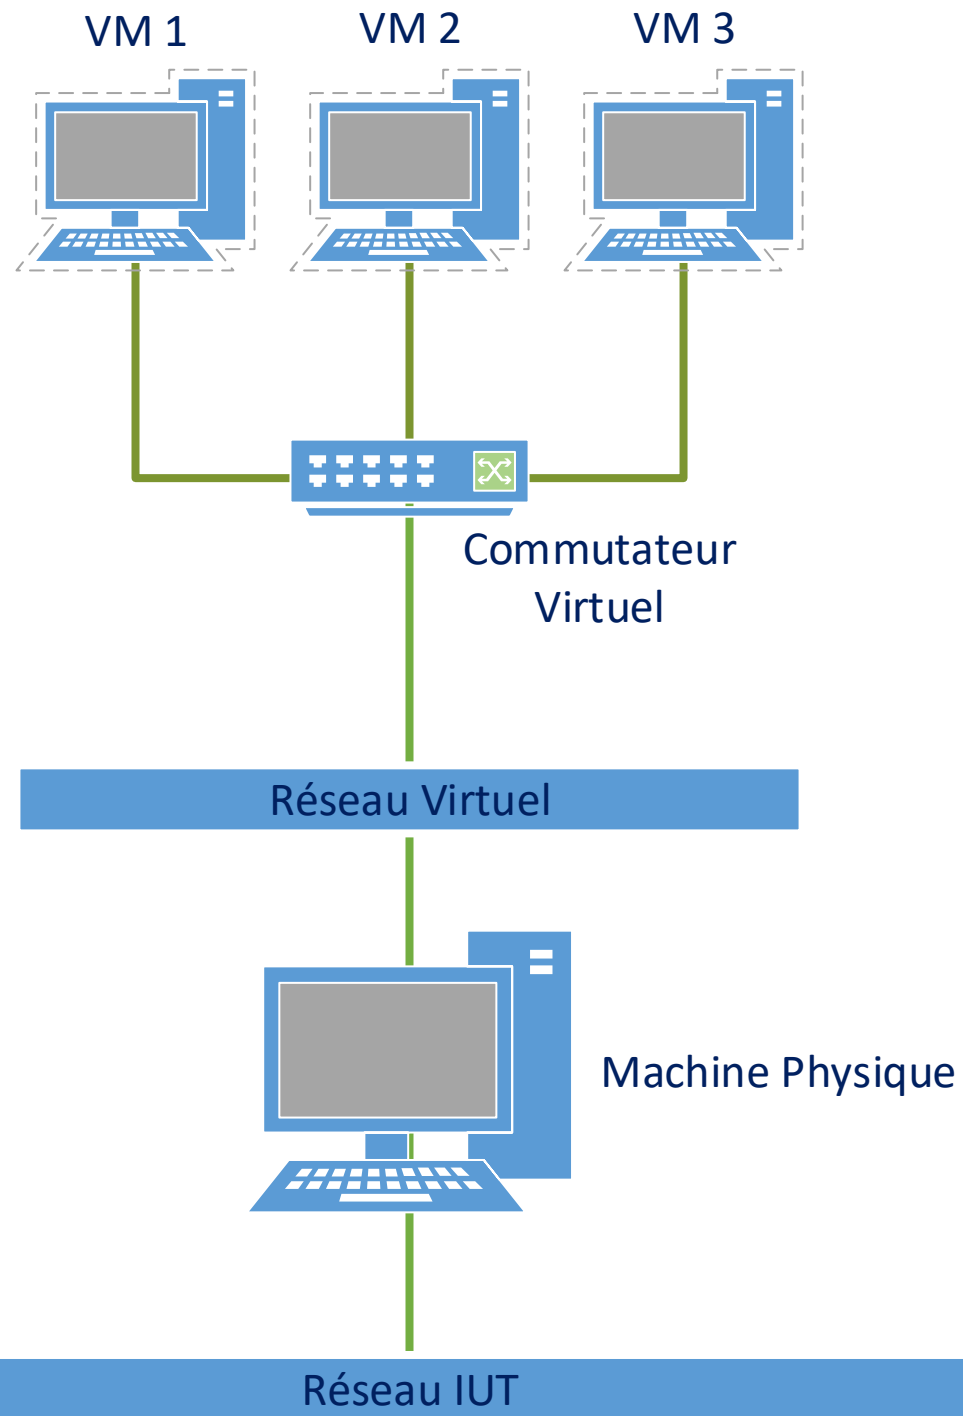 VM 1
VM 2
VM 3
Commutateur
Virtuel
Réseau Virtuel
Machine Physique
Réseau IUT